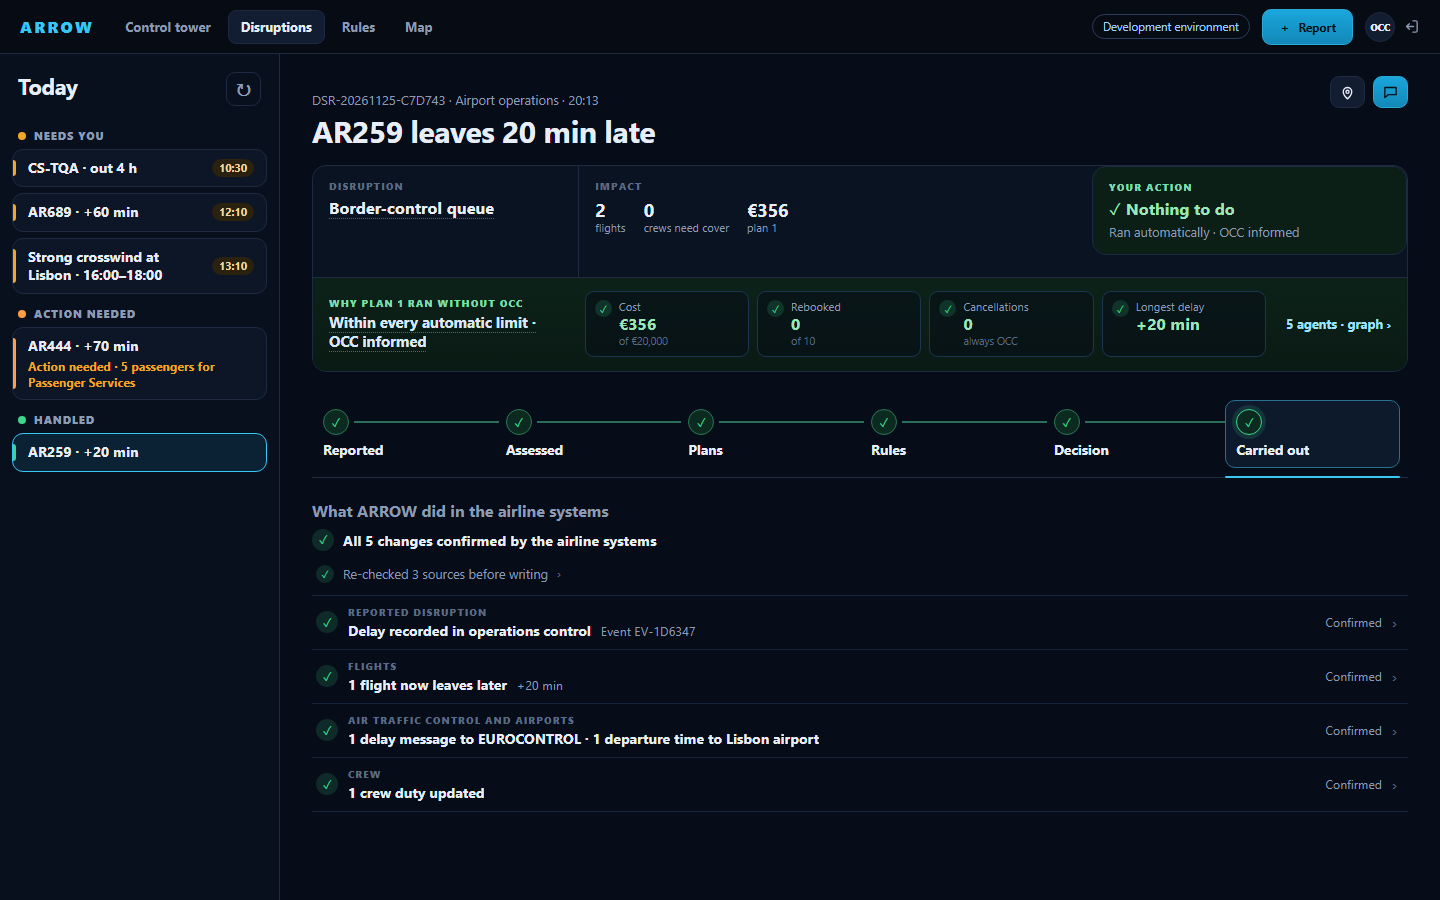 ARROW
Control tower
Disruptions
Rules
Map
Development environment
+ Report
OCC
Today
↻
NEEDS YOU
CS-TQA · out 4 h
10:30
AR689 · +60 min
12:10
Strong crosswind at
Lisbon · 16:00–18:00
13:10
ACTION NEEDED
AR444 · +70 min
Action needed · 5 passengers for
Passenger Services
HANDLED
AR259 · +20 min
DSR-20261125-C7D743 · Airport operations · 20:13
AR259 leaves 20 min late
DISRUPTION
Border-control queue
IMPACT
2
flights
0
crews need cover
€356
plan 1
YOUR ACTION
✓ Nothing to do
Ran automatically · OCC informed
WHY PLAN 1 RAN WITHOUT OCC
Within every automatic limit ·
OCC informed
✓ Cost
€356
of €20,000
✓ Rebooked
0
of 10
✓ Cancellations
0
always OCC
✓ Longest delay
+20 min
5 agents · graph ›
✓
Reported
✓
Assessed
✓
Plans
✓
Rules
✓
Decision
✓
Carried out
What ARROW did in the airline systems
✓ All 5 changes confirmed by the airline systems
✓ Re-checked 3 sources before writing ›
REPORTED DISRUPTION
✓ Delay recorded in operations control Event EV-1D6347
Confirmed ›
FLIGHTS
✓ 1 flight now leaves later +20 min
Confirmed ›
AIR TRAFFIC CONTROL AND AIRPORTS
✓ 1 delay message to EUROCONTROL · 1 departure time to Lisbon airport
Confirmed ›
CREW
✓ 1 crew duty updated
Confirmed ›